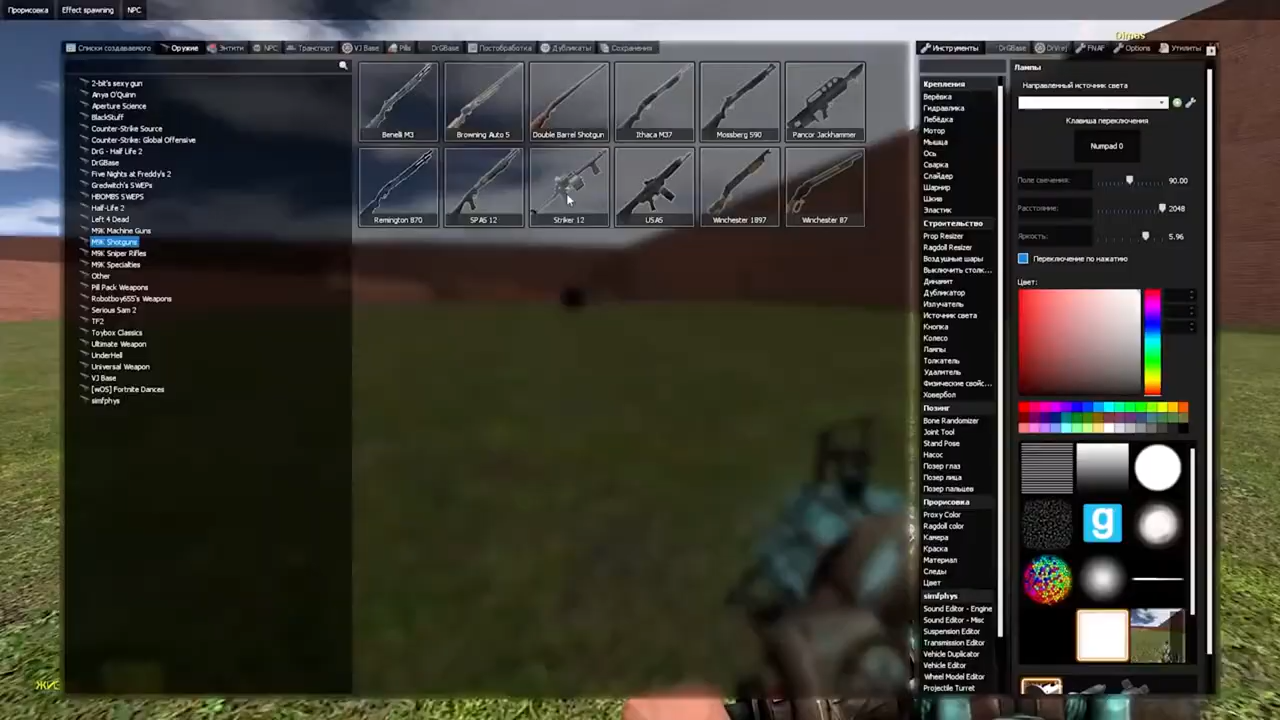 Прорисовка Effect spawning NPC
Olmas
Списки создаваемого Оружие Энтити NPC Транспорт VJ Base Pills DrGBase Постобработка Дубликаты Сохранения
2-bit's sexy gun
Anya O'Quinn
Aperture Science
BlackStuff
Counter-Strike Source
Counter-Strike: Global Offensive
DrG - Half Life 2
DrGBase
Five Nights at Freddy's 2
Gredwitch's SWEPs
HBOMBS SWEPS
Half-Life 2
Left 4 Dead
M9K Machine Guns
M9K Shotguns
M9K Sniper Rifles
M9K Specialties
Other
Pill Pack Weapons
Robotboy655's Weapons
Serious Sam 2
TF2
Toybox Classics
Ultimate Weapon
UnderHell
Universal Weapon
VJ Base
[wOS] Fortnite Dances
simfphys
Benelli M3 Browning Auto 5 Double Barrel Shotgun Ithaca M37 Mossberg 590 Pancor Jackhammer
Remington 870 SPAS 12 Striker 12 USAS Winchester 1897 Winchester 87
Инструменты DrGBase FNAF Options Утилиты
Крепления
Верёвка
Гидравлика
Лебёдка
Мотор
Мышца
Ось
Сварка
Слайдер
Шарнир
Шкив
Эластик
Строительство
Prop Resizer
Ragdoll Resizer
Воздушные шары
Выключить столк...
Динамит
Дубликатор
Излучатель
Источник света
Кнопка
Колесо
Лампы
Толкатель
Удалитель
Физические свойс...
Ховербол
Позинг
Bone Randomizer
Joint Tool
Stand Pose
Насос
Позер глаз
Позер лица
Позер пальцев
Прорисовка
Proxy Color
Ragdoll color
Камера
Краска
Материал
Следы
Цвет
simfphys
Sound Editor - Engine
Sound Editor - Misc
Suspension Editor
Transmission Editor
Vehicle Duplicator
Vehicle Editor
Wheel Model Editor
Projectile Turret
Лампы
Направленный источник света
Клавиша переключения
Numpad 0
Поле свечения: 90.00
Расстояние: 2048
Яркость: 5.96
Переключение по нажатию
Цвет:
g